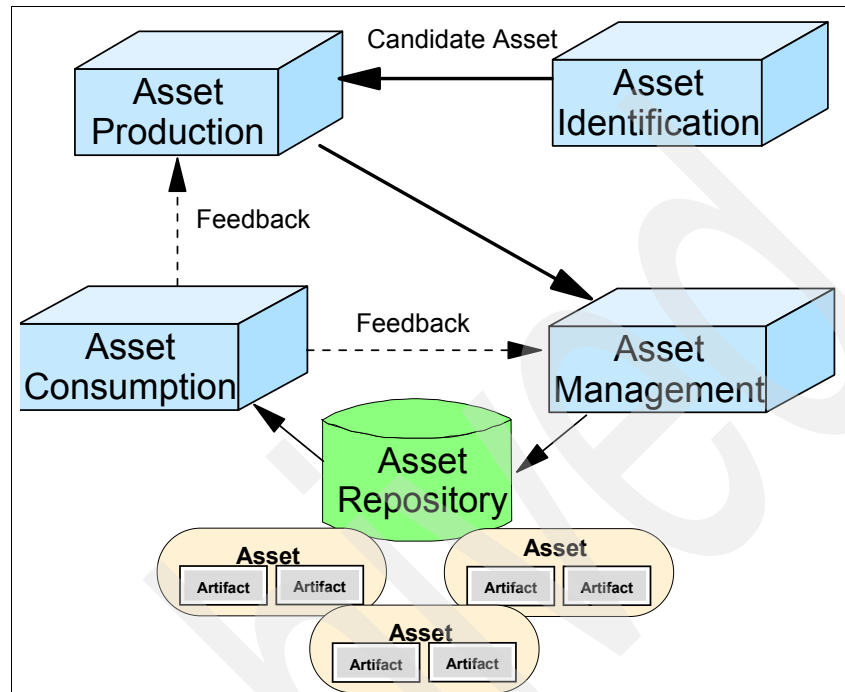 Candidate Asset
Asset
Production
Asset
Identification
Feedback
Feedback
Asset
Consumption
Asset
Management
Asset
Repository
Asset
Artifact
Artifact
Asset
Artifact
Artifact
Asset
Artifact
Artifact